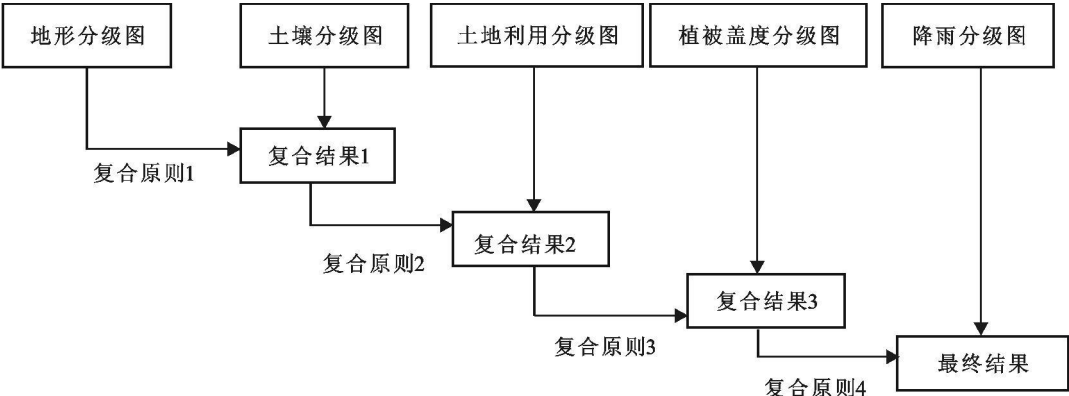 地形分级图
土壤分级图
土地利用分级图
植被盖度分级图
降雨分级图
复合结果1
复合原则1
复合结果2
复合原则2
复合结果3
复合原则3
最终结果
复合原则4